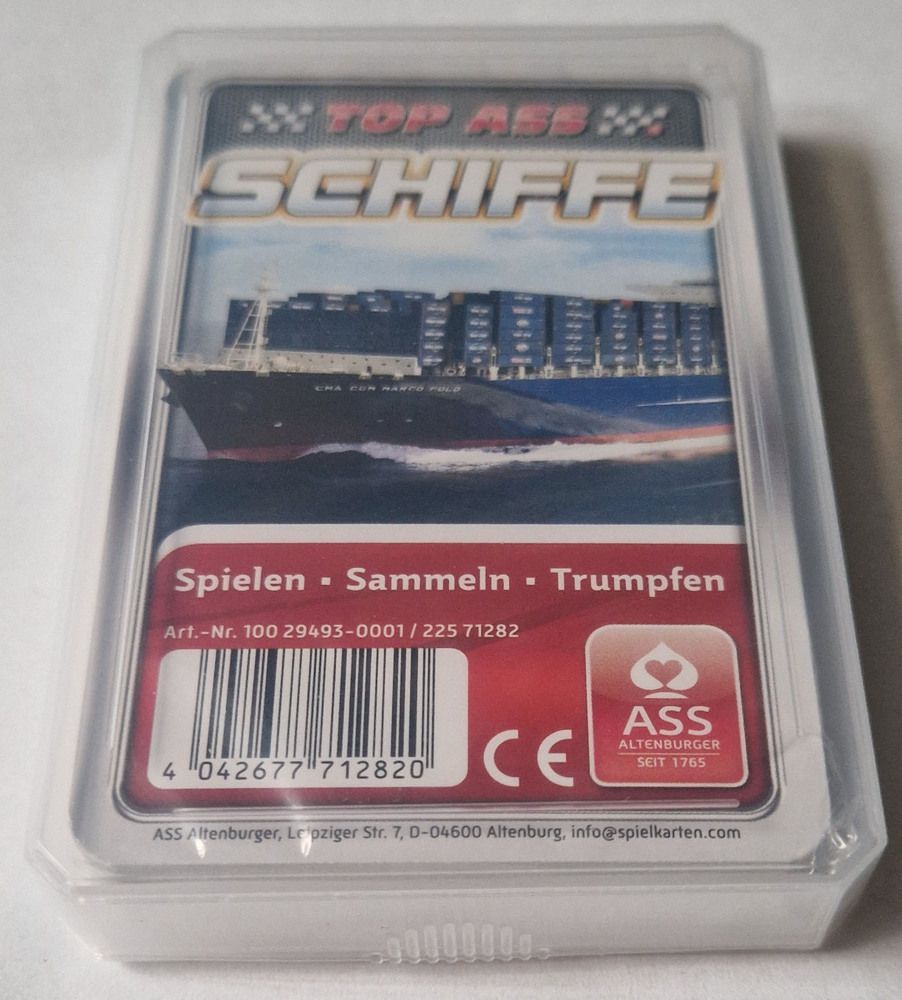 TOP ASS
SCHIFFE
CMA CGM MARCO POLO
Spielen ▪ Sammeln ▪ Trumpfen
Art.-Nr. 100 29493-0001 / 225 71282
4 042677 712820
CE
ASS
ALTENBURGER
SEIT 1765
ASS Altenburger, Leipziger Str. 7, D-04600 Altenburg, info@spielkarten.com